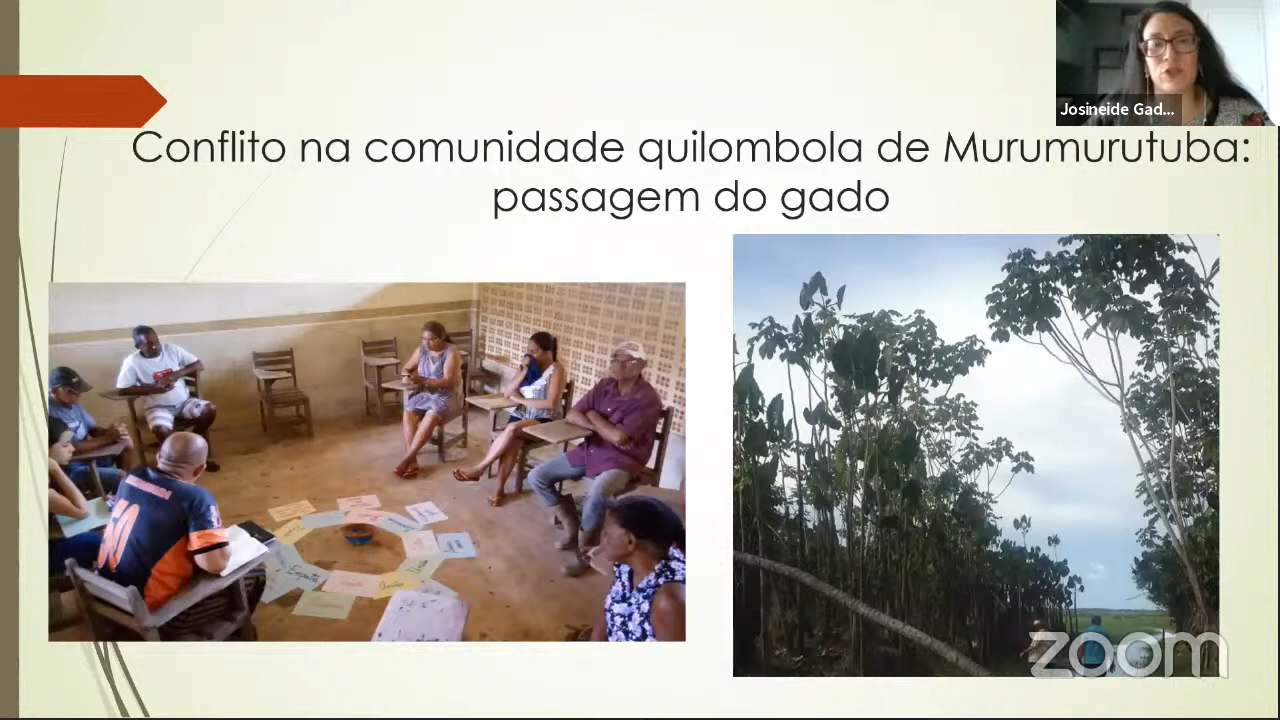 Josineide Gad...
Conflito na comunidade quilombola de Murumurutuba:
passagem do gado
zoom